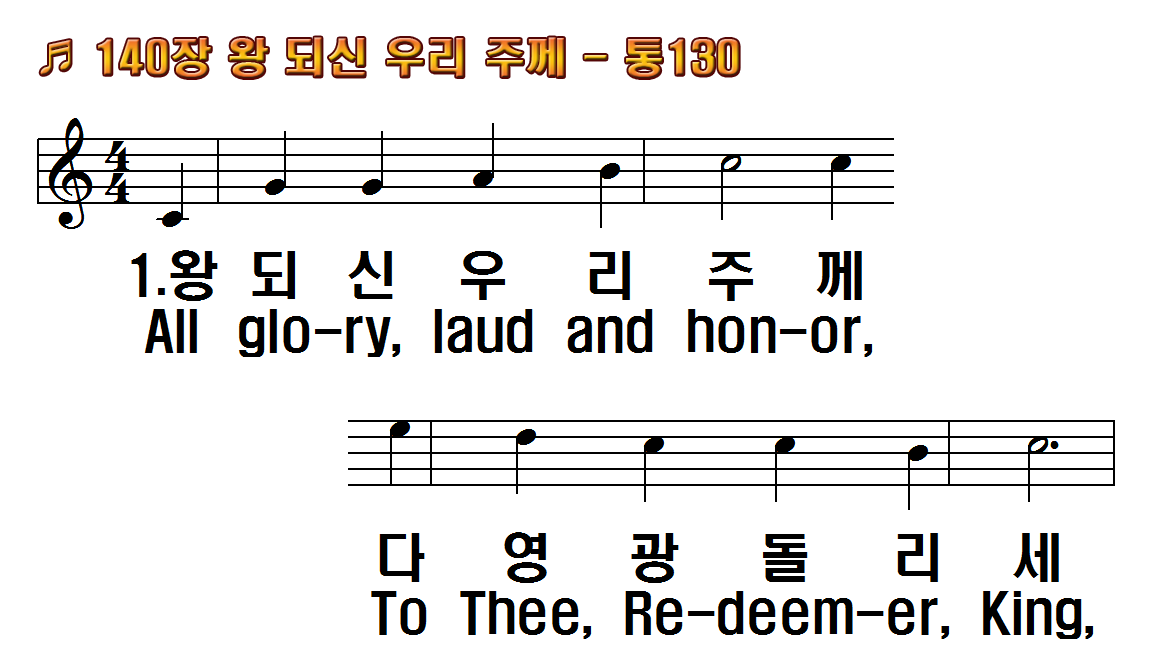 ♬ 140장 왕 되신 우리 주께 - 통130
4
4
1.왕 되 신 우 리 주 께
All glo-ry, laud and hon-or,
다 영 광 돌 리 세
To Thee, Re-deem-er, King,